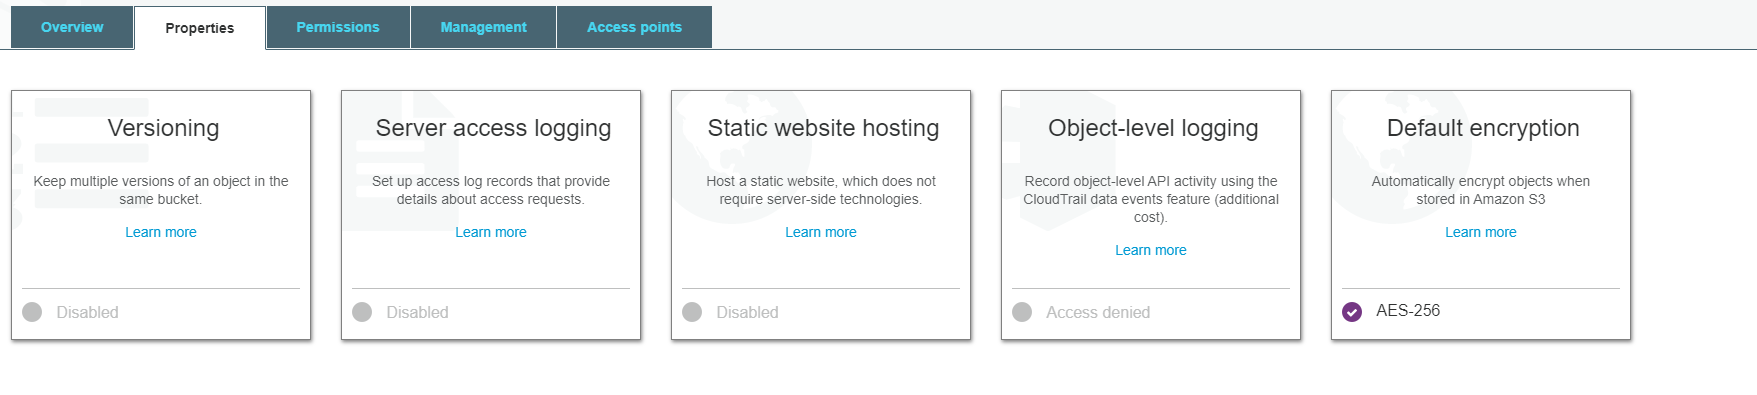 Overview
Properties
Permissions
Management
Access points
Versioning
Keep multiple versions of an object in the
same bucket.
Learn more
Disabled
Server access logging
Set up access log records that provide
details about access requests.
Learn more
Disabled
Static website hosting
Host a static website, which does not
require server-side technologies.
Learn more
Disabled
Object-level logging
Record object-level API activity using the
CloudTrail data events feature (additional
cost).
Learn more
Access denied
Default encryption
Automatically encrypt objects when
stored in Amazon S3
Learn more
AES-256